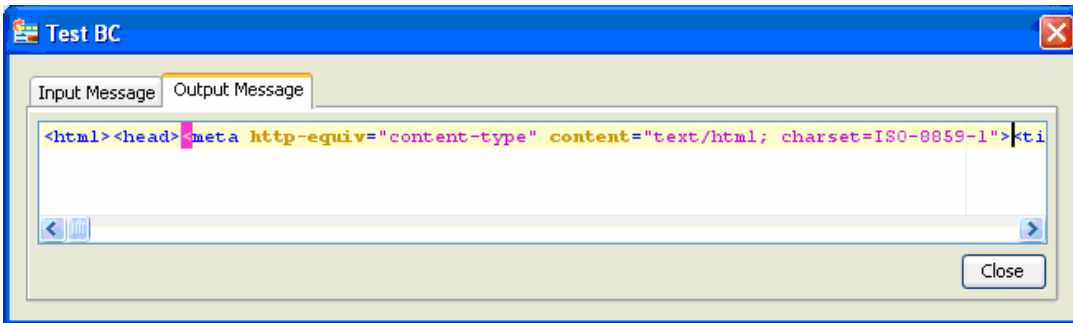 Test BC
Input Message Output Message
<html><head><meta http-equiv="content-type" content="text/html; charset=ISO-8859-1"><ti
Close